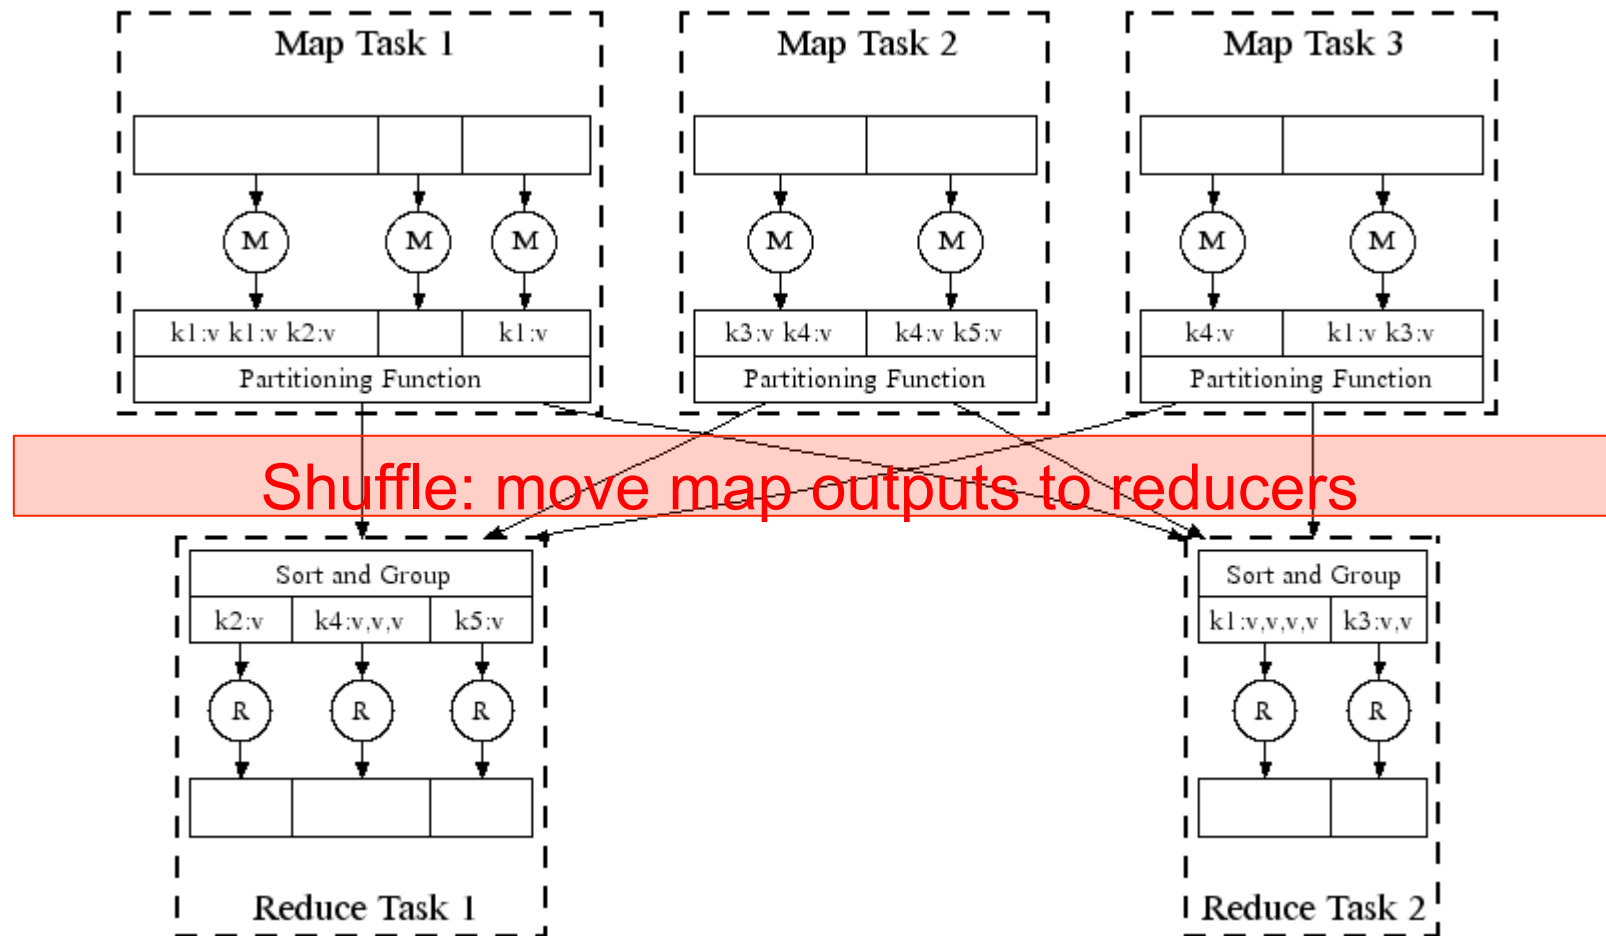 Map Task 1
Map Task 2
Map Task 3
M
M
M
M
M
M
M
k1:v k1:v k2:v
k1:v
k3:v k4:v
k4:v k5:v
k4:v
k1:v k3:v
Partitioning Function
Partitioning Function
Partitioning Function
Shuffle: move map outputs to reducers
Sort and Group
Sort and Group
k2:v
k4:v,v,v
k5:v
k1:v,v,v,v
k3:v,v
R
R
R
R
R
Reduce Task 1
Reduce Task 2